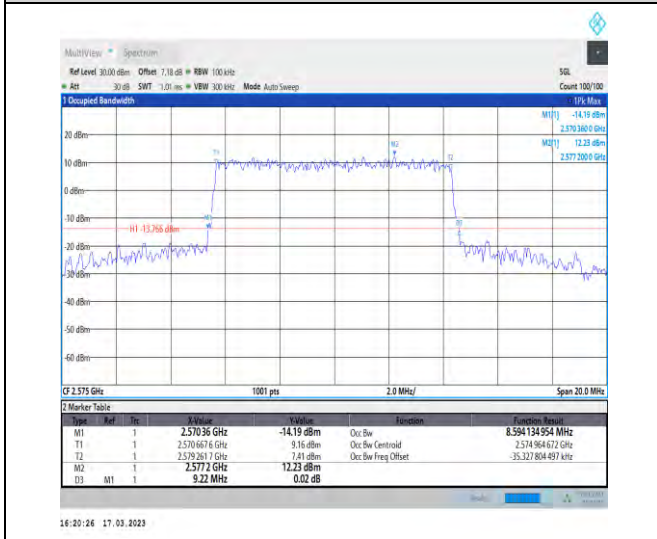 MultiView Spectrum
Ref Level 30.00 dBm Offset 7.18 dB RBW 100 kHz SGL
Att 30 dB SWT 1.01 ms VBW 300 kHz Mode Auto Sweep Count 100/100
1 Occupied Bandwidth 1Pk Max
M1[1] -14.19 dBm
2.570 360 0 GHz
M2[1] 12.23 dBm
2.577 200 0 GHz
20 dBm
10 dBm
0 dBm
-10 dBm
-20 dBm
-30 dBm
-40 dBm
-50 dBm
-60 dBm
T1
M2
T2
M1
D3
H1 -13.766 dBm
CF 2.575 GHz 1001 pts 2.0 MHz/ Span 20.0 MHz
2 Marker Table
Type Ref Trc X-Value Y-Value Function Function Result
M1 1 2.570 36 GHz -14.19 dBm Occ Bw 8.594 134 954 MHz
T1 1 2.570 667 6 GHz 9.16 dBm Occ Bw Centroid 2.574 964 672 GHz
T2 1 2.579 261 7 GHz 7.41 dBm Occ Bw Freq Offset -35.327 804 497 kHz
M2 1 2.577 2 GHz 12.23 dBm
D3 M1 1 9.22 MHz 0.02 dB
16:20:26 17.03.2023